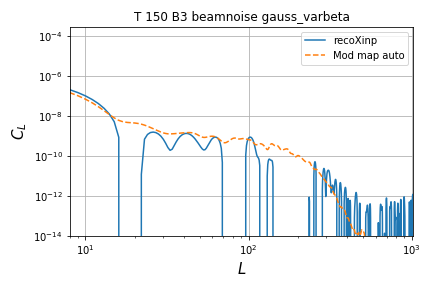 T 150 B3 beamnoise gauss_varbeta
recoXinp
Mod map auto
10⁻⁴
10⁻⁶
10⁻⁸
10⁻¹⁰
10⁻¹²
10⁻¹⁴
C_L
10¹
10²
10³
L